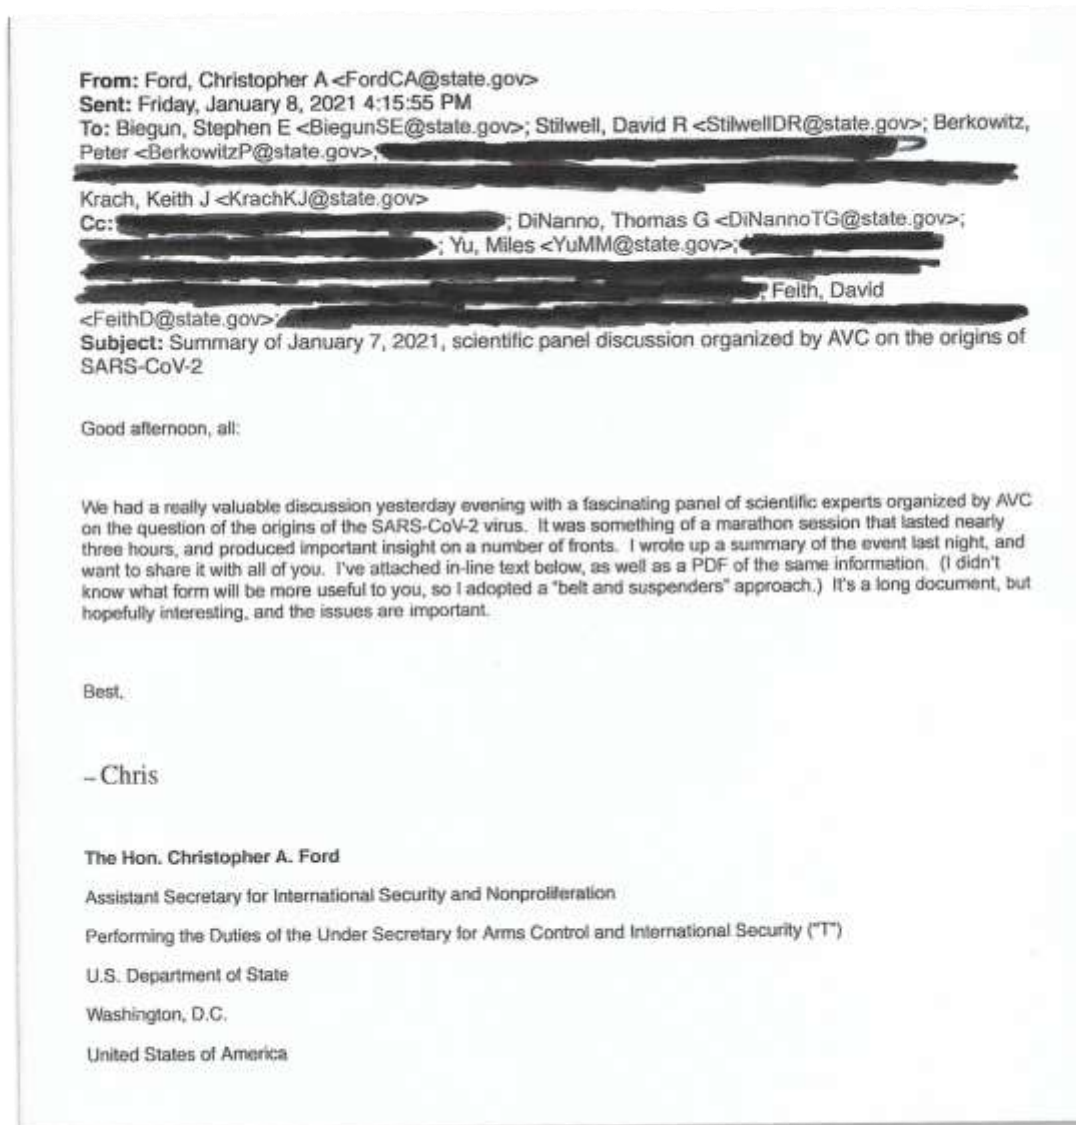 From: Ford, Christopher A <FordCA@state.gov>
Sent: Friday, January 8, 2021 4:15:55 PM
To: Biegun, Stephen E <BiegunSE@state.gov>; Stilwell, David R <StilwellDR@state.gov>; Berkowitz,
Peter <BerkowitzP@state.gov>;
Krach, Keith J <KrachKJ@state.gov>
Cc: ; DiNanno, Thomas G <DiNannoTG@state.gov>;
; Yu, Miles <YuMM@state.gov>;
; Feith, David
<FeithD@state.gov>;
Subject: Summary of January 7, 2021, scientific panel discussion organized by AVC on the origins of
SARS-CoV-2
Good afternoon, all:
We had a really valuable discussion yesterday evening with a fascinating panel of scientific experts organized by AVC
on the question of the origins of the SARS-CoV-2 virus. It was something of a marathon session that lasted nearly
three hours, and produced important insight on a number of fronts. I wrote up a summary of the event last night, and
want to share it with all of you. I've attached in-line text below, as well as a PDF of the same information. (I didn't
know what form will be more useful to you, so I adopted a "belt and suspenders" approach.) It's a long document, but
hopefully interesting, and the issues are important.
Best,
– Chris
The Hon. Christopher A. Ford
Assistant Secretary for International Security and Nonproliferation
Performing the Duties of the Under Secretary for Arms Control and International Security ("T")
U.S. Department of State
Washington, D.C.
United States of America